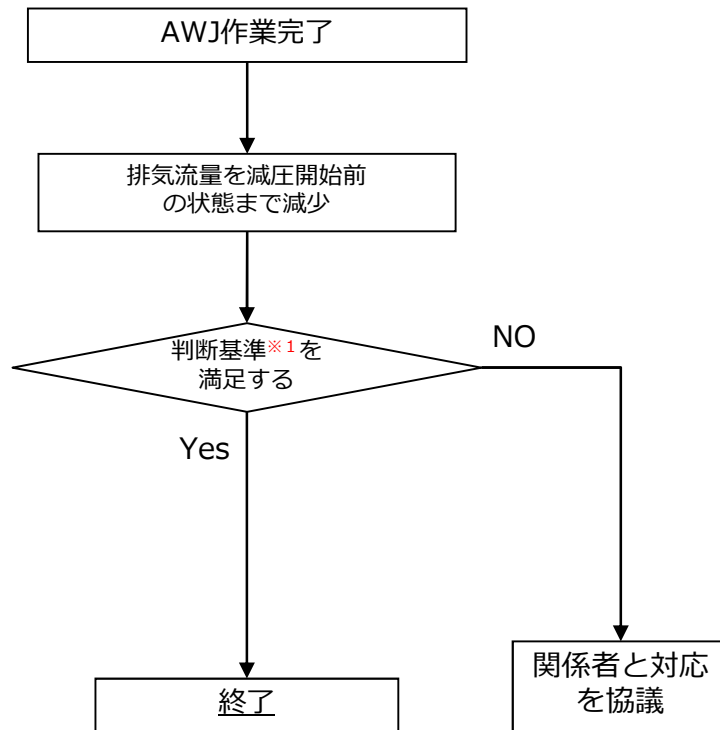 AWJ作業完了
排気流量を減圧開始前
の状態まで減少
判断基準※1を
満足する
NO
Yes
関係者と対応
を協議
終了